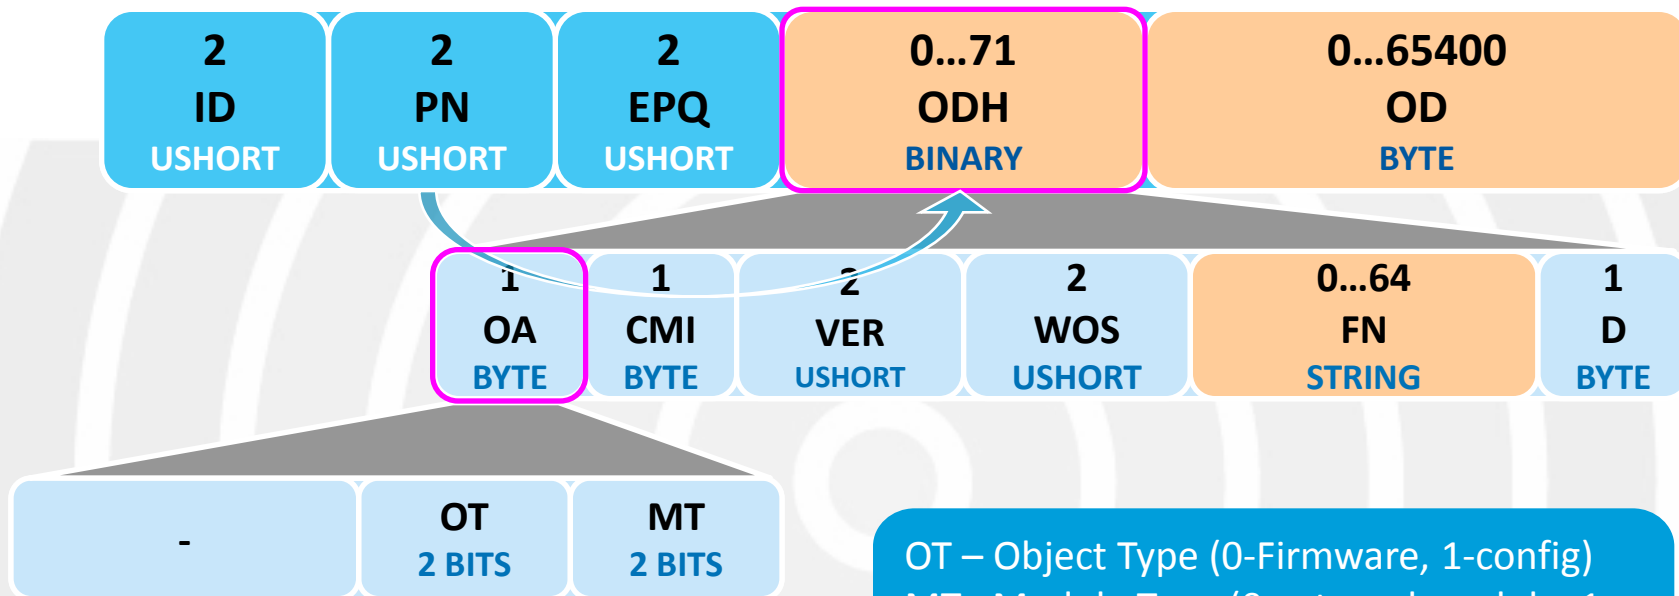 2 2 2 0...71 0...65400
ID PN EPQ ODH OD
USHORT USHORT USHORT BINARY BYTE
1 1 2 2 0...64 1
OA CMI VER WOS FN D
BYTE BYTE USHORT USHORT STRING BYTE
- OT MT
2 BITS 2 BITS
OT – Object Type (0-Firmware, 1-config)